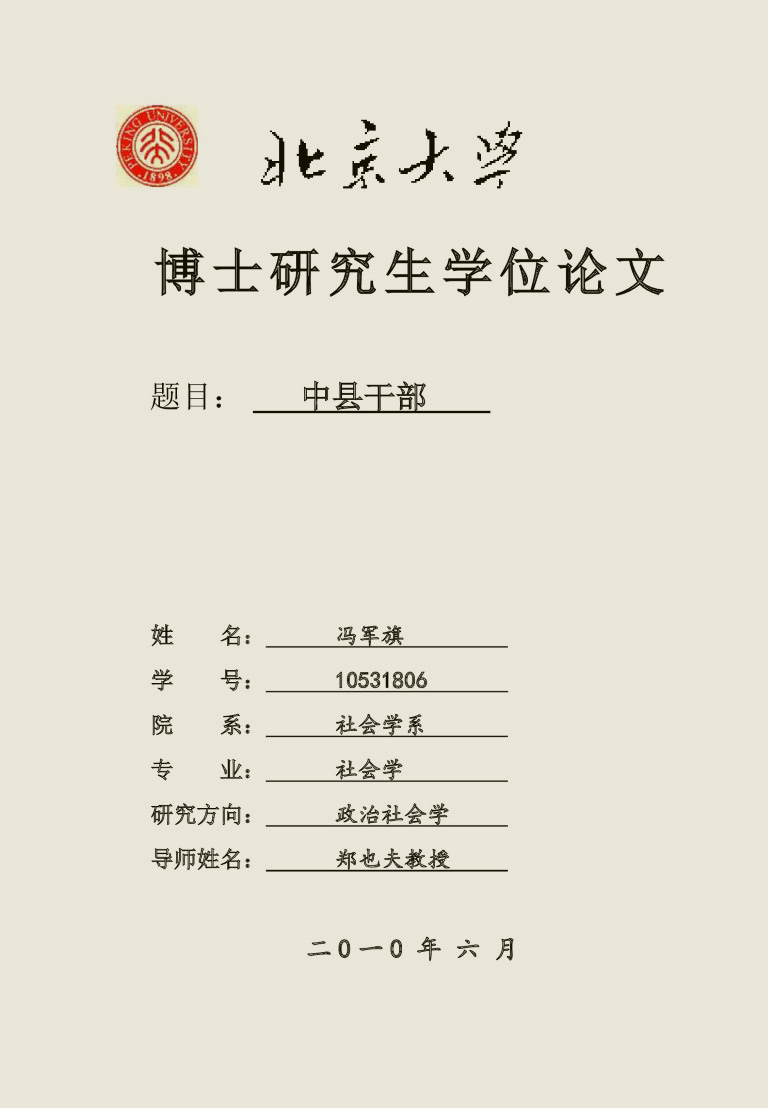 PEKING UNIVERSITY
1898
北京大学
博士研究生学位论文
题目： 中县干部
姓 名： 冯军旗
学 号： 10531806
院 系： 社会学系
专 业： 社会学
研究方向： 政治社会学
导师姓名： 郑也夫教授
二0一0 年 六 月